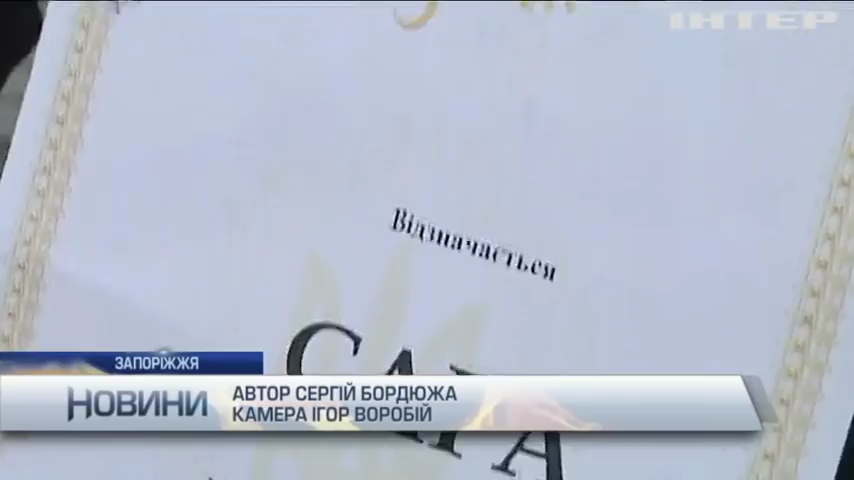 ІНТЕР
Відзначається
ЗАПОРІЖЖЯ
НОВИНИ
АВТОР СЕРГІЙ БОРДЮЖА
КАМЕРА ІГОР ВОРОБІЙ